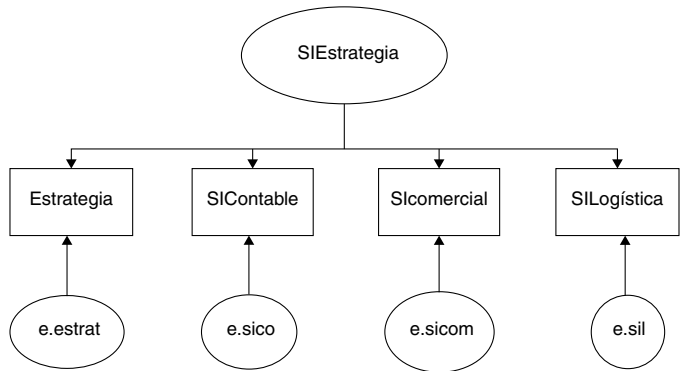 SIEstrategia
Estrategia
SIContable
SIcomercial
SILogística
e.estrat
e.sico
e.sicom
e.sil